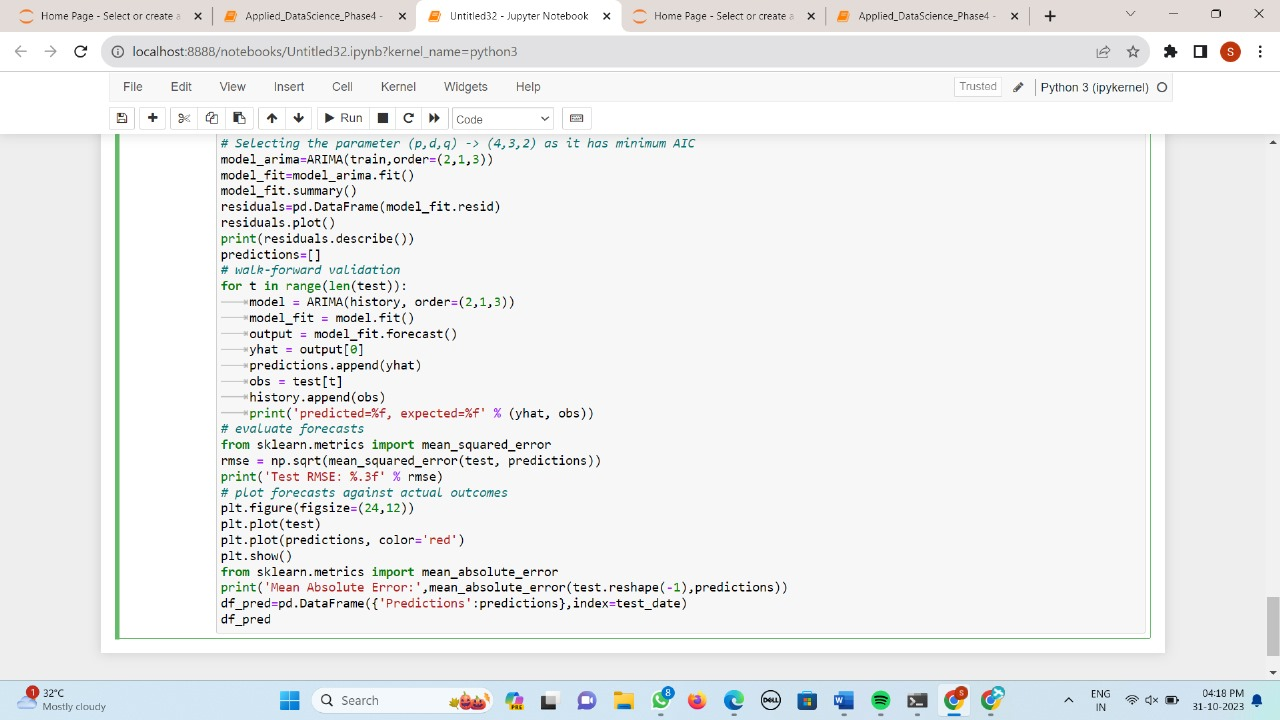 Home Page - Select or create a
Applied_DataScience_Phase4 -
Untitled32 - Jupyter Notebook
Home Page - Select or create a
Applied_DataScience_Phase4 -
localhost:8888/notebooks/Untitled32.ipynb?kernel_name=python3
S
File Edit View Insert Cell Kernel Widgets Help
Trusted
Python 3 (ipykernel)
Run
Code
# Selecting the parameter (p,d,q) -> (4,3,2) as it has minimum AIC
model_arima=ARIMA(train,order=(2,1,3))
model_fit=model_arima.fit()
model_fit.summary()
residuals=pd.DataFrame(model_fit.resid)
residuals.plot()
print(residuals.describe())
predictions=[]
# walk-forward validation
for t in range(len(test)):
model = ARIMA(history, order=(2,1,3))
model_fit = model.fit()
output = model_fit.forecast()
yhat = output[0]
predictions.append(yhat)
obs = test[t]
history.append(obs)
print('predicted=%f, expected=%f' % (yhat, obs))
# evaluate forecasts
from sklearn.metrics import mean_squared_error
rmse = np.sqrt(mean_squared_error(test, predictions))
print('Test RMSE: %.3f' % rmse)
# plot forecasts against actual outcomes
plt.figure(figsize=(24,12))
plt.plot(test)
plt.plot(predictions, color='red')
plt.show()
from sklearn.metrics import mean_absolute_error
print('Mean Absolute Error:',mean_absolute_error(test.reshape(-1),predictions))
df_pred=pd.DataFrame({'Predictions':predictions},index=test_date)
df_pred
1
32°C
Mostly cloudy
Search
PRE
8
DELL
W
S
ENG
IN
04:18 PM
31-10-2023